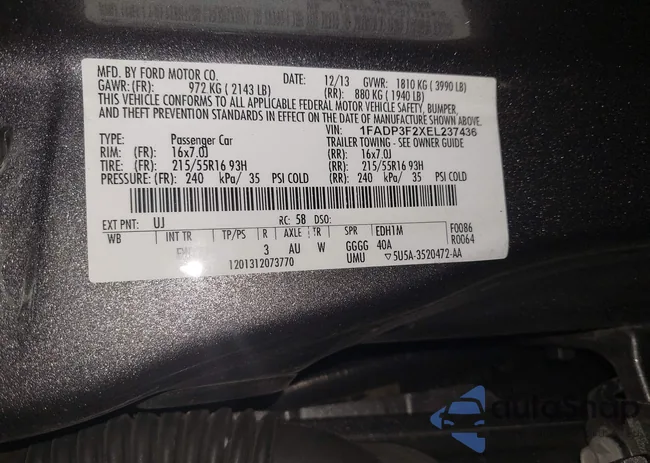 MFD. BY FORD MOTOR CO. DATE: 12/13 GVWR: 1810 KG ( 3990 LB)
GAWR: (FR): 972 KG ( 2143 LB) (RR): 880 KG ( 1940 LB)
THIS VEHICLE CONFORMS TO ALL APPLICABLE FEDERAL MOTOR VEHICLE SAFETY, BUMPER,
AND THEFT PREVENTION STANDARDS IN EFFECT ON THE DATE OF MANUFACTURE SHOWN ABOVE.
VIN: 1FADP3F2XEL237436
TYPE: Passenger Car TRAILER TOWING - SEE OWNER GUIDE
RIM: (FR): 16x7.0J (RR): 16x7.0J
TIRE: (FR): 215/55R16 93H (RR): 215/55R16 93H
PRESSURE: (FR): 240 kPa/ 35 PSI COLD (RR): 240 kPa/ 35 PSI COLD
EXT PNT: UJ RC: 58 DSO: F0086
WB INT TR TP/PS R AXLE TR SPR EDH1M R0064
3 AU W GGGG 40A
1201312073770 UMU ▽5U5A-3520472-AA
autoShop